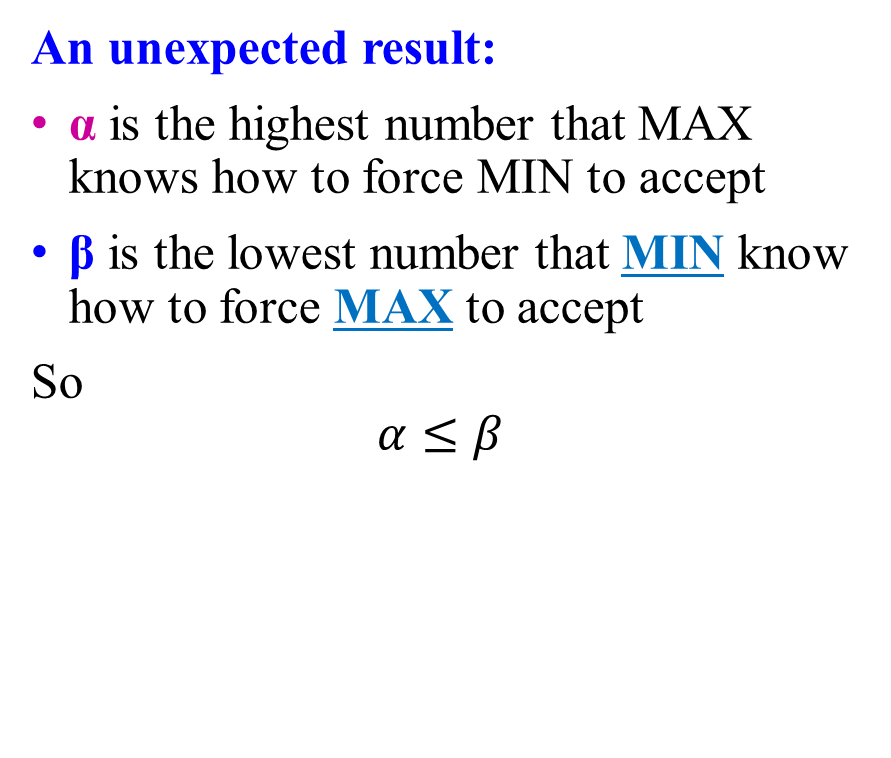 An unexpected result:
• α is the highest number that MAX
knows how to force MIN to accept
• β is the lowest number that MIN know
how to force MAX to accept
So
𝛼 ≤ 𝛽